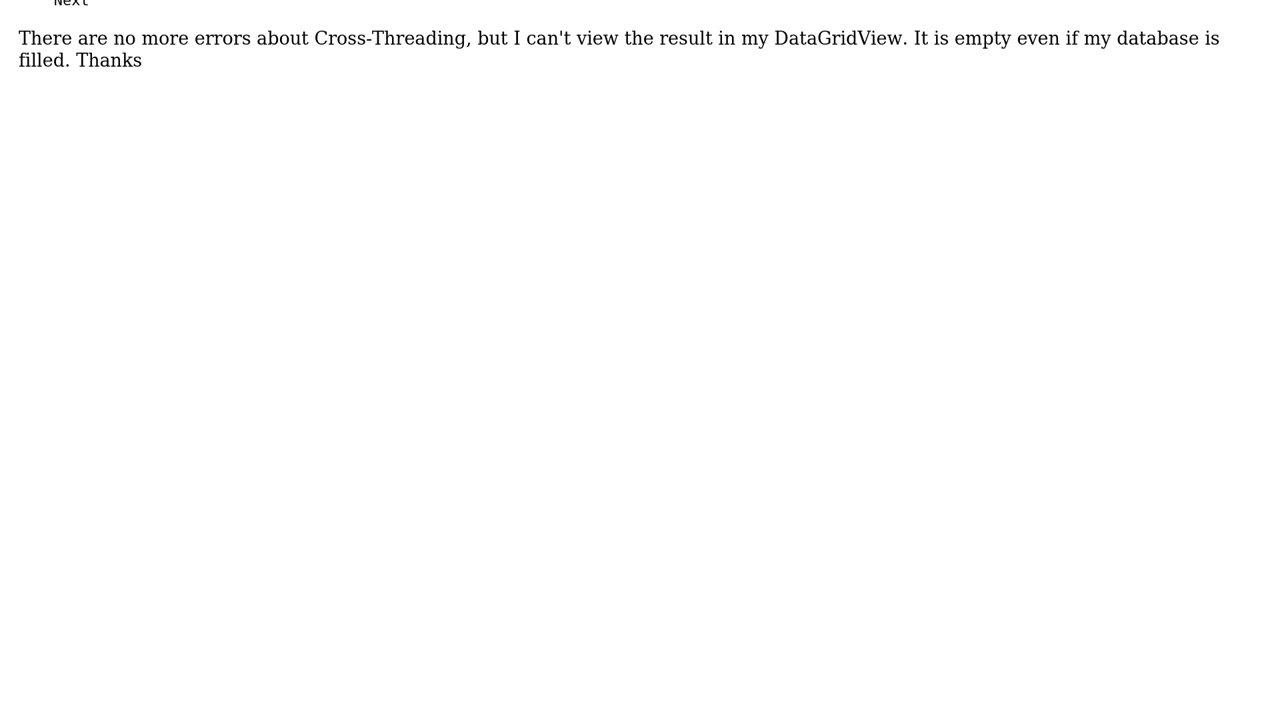 Next
There are no more errors about Cross-Threading, but I can't view the result in my DataGridView. It is empty even if my database is
filled. Thanks